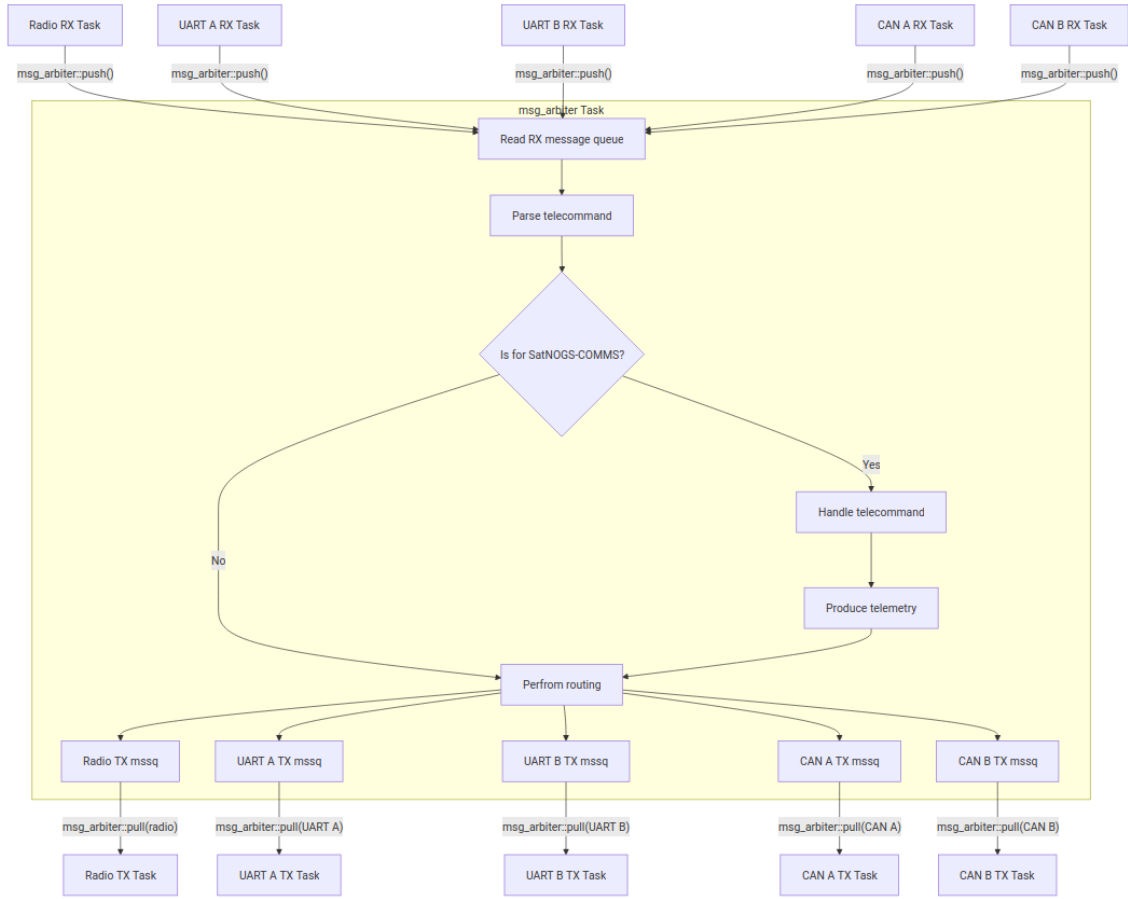 Radio RX Task
UART A RX Task
UART B RX Task
CAN A RX Task
CAN B RX Task
msg_arbiter::push()
msg_arbiter::push()
msg_arbiter::push()
msg_arbiter::push()
msg_arbiter::push()
msg_arbiter Task
Read RX message queue
Parse telecommand
Is for SatNOGS-COMMS?
Yes
Handle telecommand
No
Produce telemetry
Perfrom routing
Radio TX mssq
UART A TX mssq
UART B TX mssq
CAN A TX mssq
CAN B TX mssq
msg_arbiter::pull(radio)
msg_arbiter::pull(UART A)
msg_arbiter::pull(UART B)
msg_arbiter::pull(CAN A)
msg_arbiter::pull(CAN B)
Radio TX Task
UART A TX Task
UART B TX Task
CAN A TX Task
CAN B TX Task